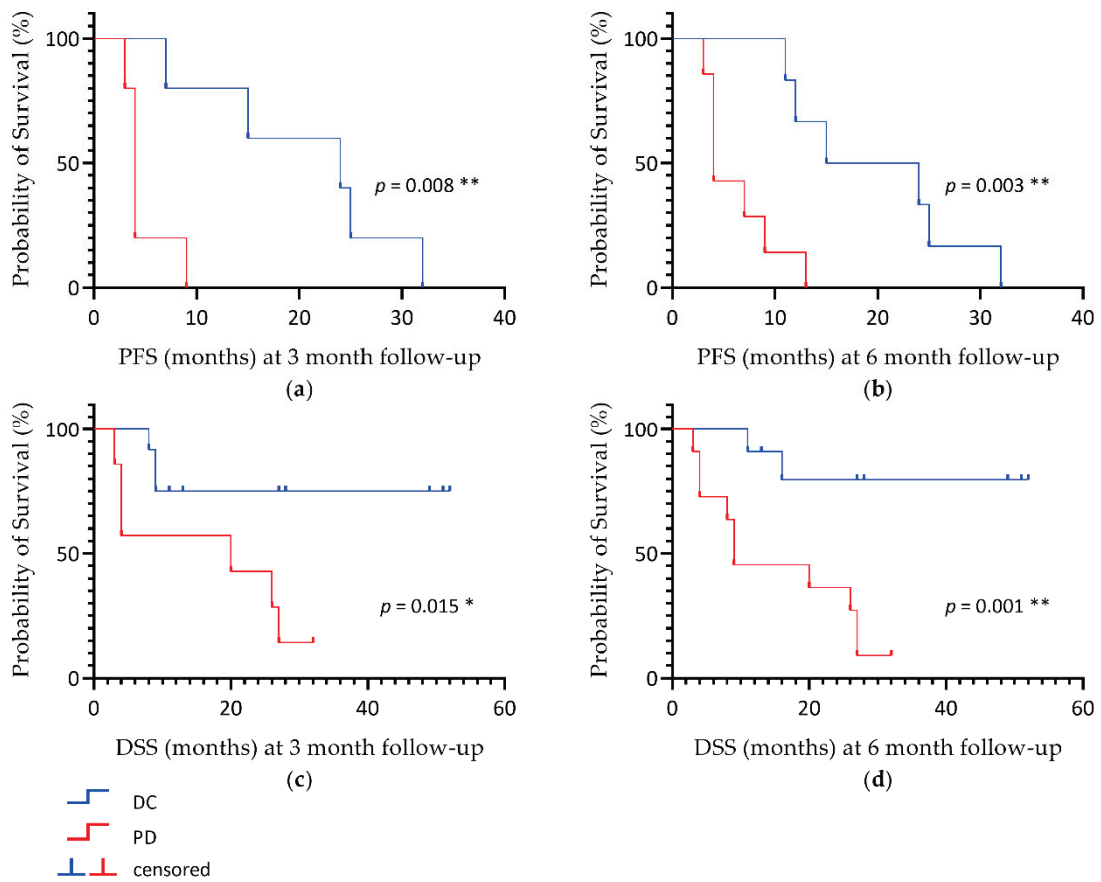 Probability of Survival (%)
100
50
0
p = 0.008 **
0 10 20 30 40
PFS (months) at 3 month follow-up
(a)
Probability of Survival (%)
100
50
0
p = 0.003 **
0 10 20 30 40
PFS (months) at 6 month follow-up
(b)
Probability of Survival (%)
100
50
0
p = 0.015 *
0 20 40 60
DSS (months) at 3 month follow-up
(c)
Probability of Survival (%)
100
50
0
p = 0.001 **
0 20 40 60
DSS (months) at 6 month follow-up
(d)
DC
PD
censored